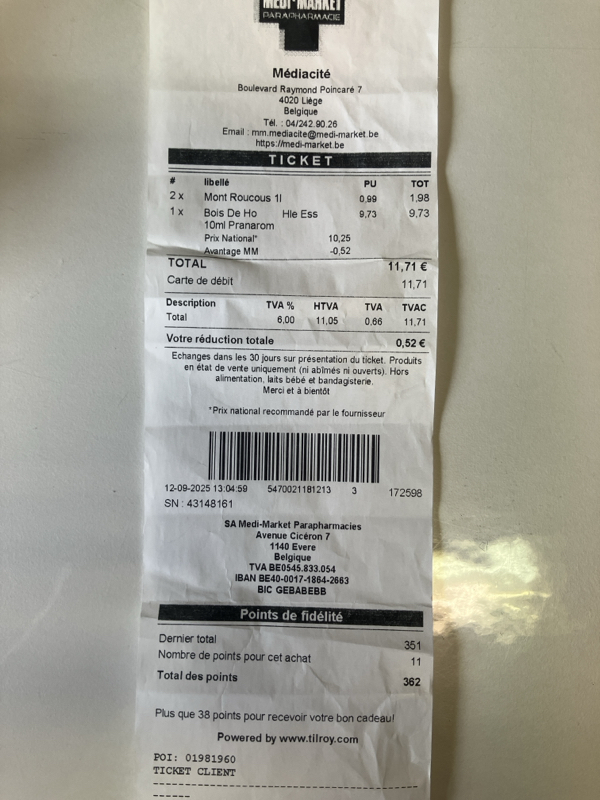 MEDI-MARKET
PARAPHARMACIE
Médiacité
Boulevard Raymond Poincaré 7
4020 Liège
Belgique
Tél. : 04/242.90.26
Email : mm.mediacite@medi-market.be
https://medi-market.be
TICKET
# libellé PU TOT
2 x Mont Roucous 1l 0,99 1,98
1 x Bois De Ho Hle Ess 9,73 9,73
10ml Pranarom
Prix National* 10,25
Avantage MM -0,52
TOTAL 11,71 €
Carte de débit 11,71
Description TVA % HTVA TVA TVAC
Total 6,00 11,05 0,66 11,71
Votre réduction totale 0,52 €
Echanges dans les 30 jours sur présentation du ticket. Produits
en état de vente uniquement (ni abîmés ni ouverts). Hors
alimentation, laits bébé et bandagisterie.
Merci et à bientôt
*Prix national recommandé par le fournisseur
12-09-2025 13:04:59 5470021181213 3 172598
SN : 43148161
SA Medi-Market Parapharmacies
Avenue Cicéron 7
1140 Evere
Belgique
TVA BE0545.833.054
IBAN BE40-0017-1864-2663
BIC GEBABEBB
Points de fidélité
Dernier total 351
Nombre de points pour cet achat 11
Total des points 362
Plus que 38 points pour recevoir votre bon cadeau!
Powered by www.tilroy.com
POI: 01981960
TICKET CLIENT